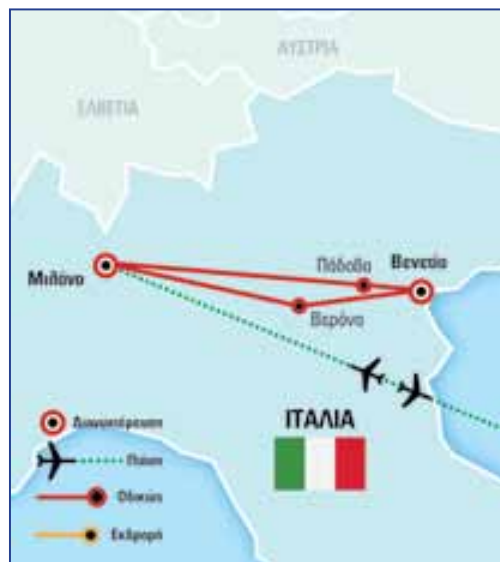 ΑΥΣΤΡΙΑ
ΕΛΒΕΤΙΑ
Πάδοβα
Βενετία
Μιλάνο
Βερόνα
Διανυκτέρευση
ΙΤΑΛΙΑ
Πτήση
Οδικώς
Εκδρομή